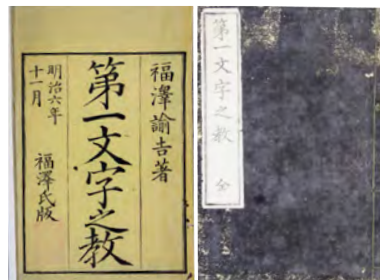 福澤諭吉著
第一文字之教
明治六年
十一月
福澤氏版
第一文字之教
全